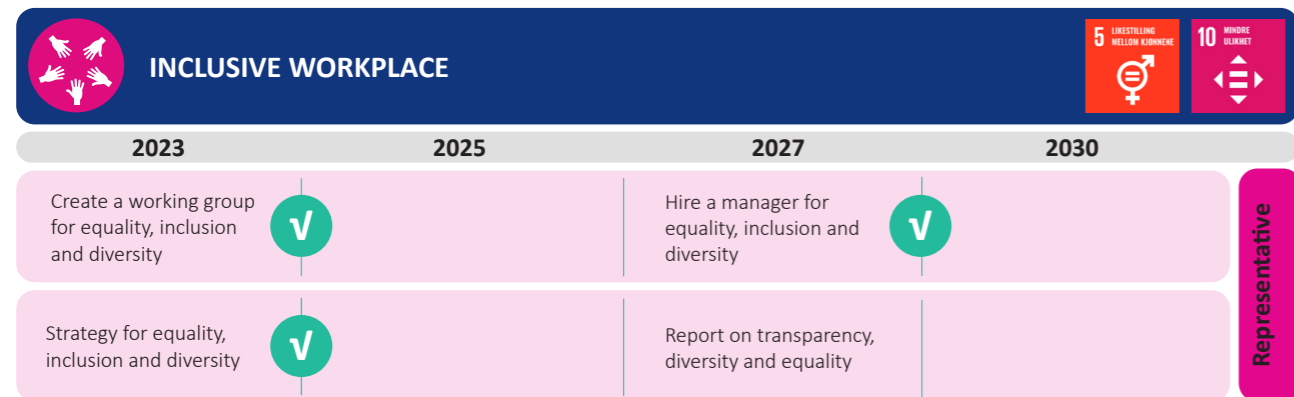 INCLUSIVE WORKPLACE
5 LIKESTILLING
MELLOM KJØNNENE
10 MINDRE
ULIKHET
2023 2025 2027 2030
Create a working group
for equality, inclusion
and diversity
√
Hire a manager for
equality, inclusion and
diversity
√
Strategy for equality,
inclusion and diversity
√
Report on transparency,
diversity and equality
Representative